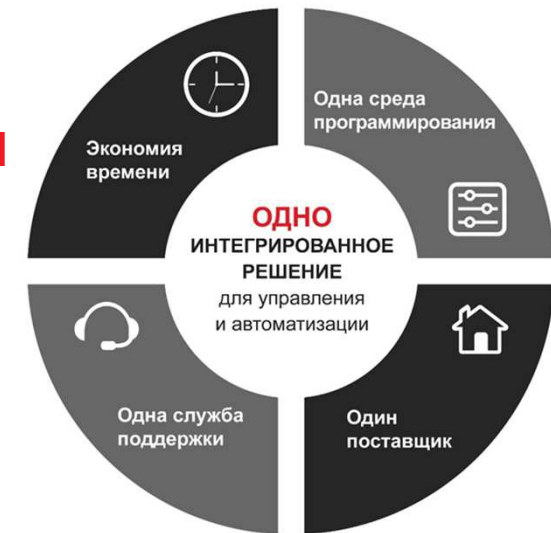 Экономия
времени
Одна среда
программирования
ОДНО
ИНТЕГРИРОВАННОЕ
РЕШЕНИЕ
для управления
и автоматизации
Одна служба
поддержки
Один
поставщик